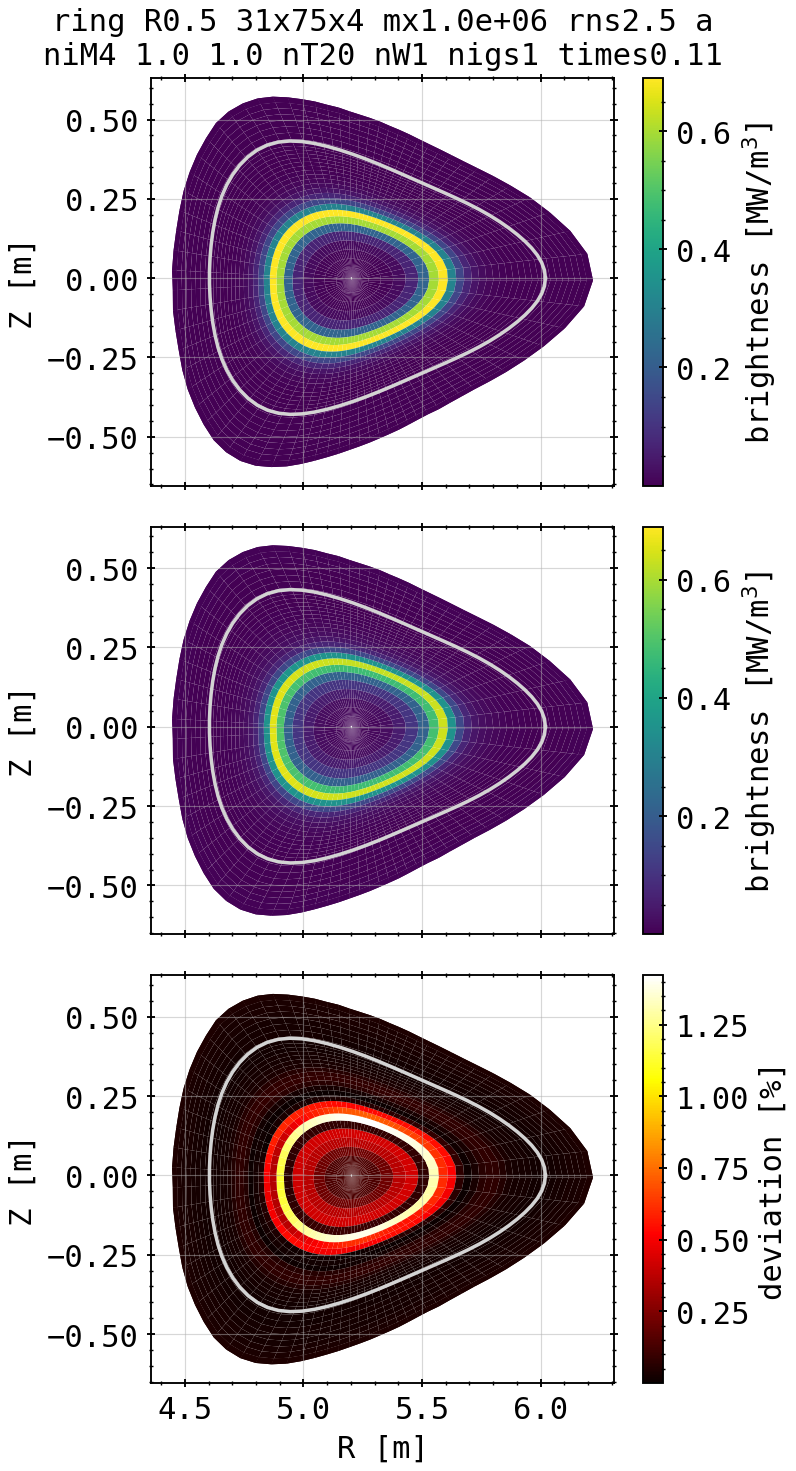 ring R0.5 31x75x4 mx1.0e+06 rns2.5 a
niM4 1.0 1.0 nT20 nW1 nigs1 times0.11
0.50
0.25
0.00
−0.25
−0.50
Z [m]
0.6
0.4
0.2
brightness [MW/m³]
0.50
0.25
0.00
−0.25
−0.50
Z [m]
0.6
0.4
0.2
brightness [MW/m³]
0.50
0.25
0.00
−0.25
−0.50
Z [m]
1.25
1.00
0.75
0.50
0.25
deviation [%]
4.5 5.0 5.5 6.0
R [m]